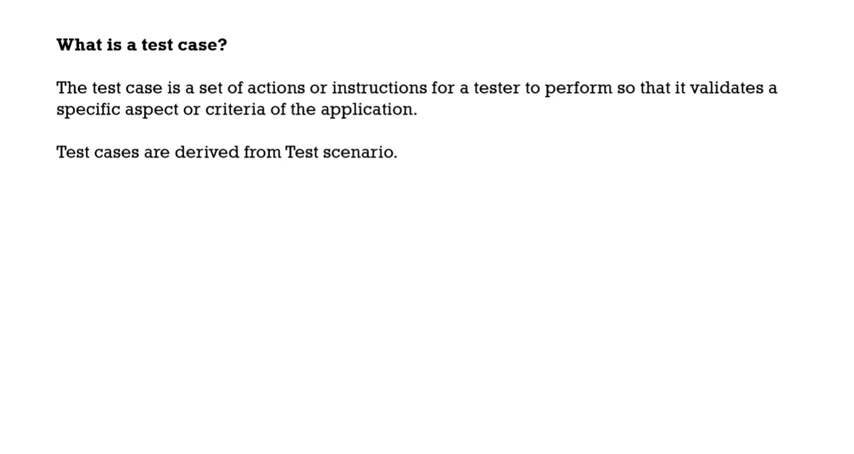 What is a test case?
The test case is a set of actions or instructions for a tester to perform so that it validates a
specific aspect or criteria of the application.
Test cases are derived from Test scenario.